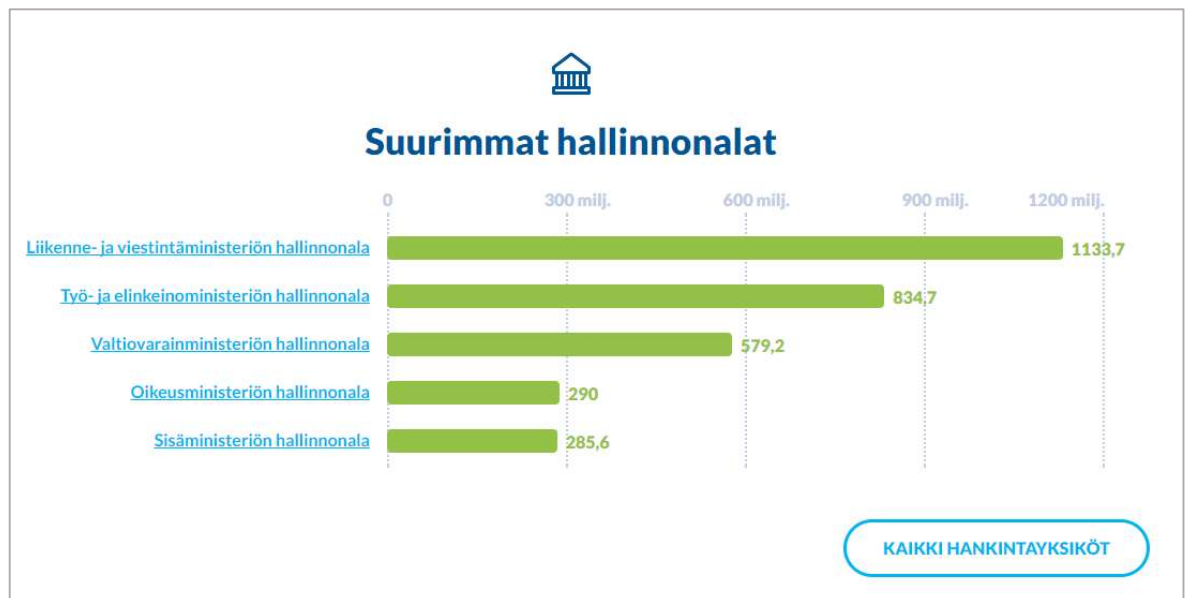 Suurimmat hallinnonalat
0 300 milj. 600 milj. 900 milj. 1200 milj.
Liikenne- ja viestintäministeriön hallinnonala 1133,7
Työ- ja elinkeinoministeriön hallinnonala 834,7
Valtiovarainministeriön hallinnonala 579,2
Oikeusministeriön hallinnonala 290
Sisäministeriön hallinnonala 285,6
KAIKKI HANKINTAYKSIKÖT